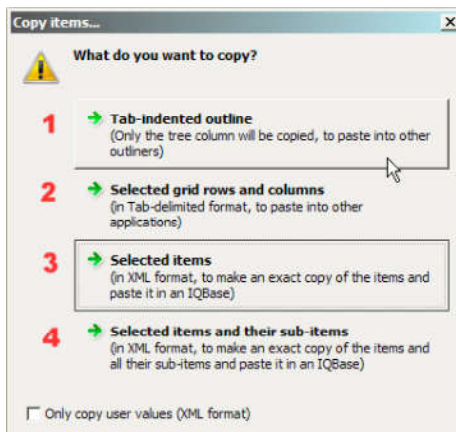 Copy items...
What do you want to copy?
1
Tab-indented outline
(Only the tree column will be copied, to paste into other
outliners)
2
Selected grid rows and columns
(in Tab-delimited format, to paste into other
applications)
3
Selected items
(in XML format, to make an exact copy of the items and
paste it in an IQBase)
4
Selected items and their sub-items
(in XML format, to make an exact copy of the items and
all their sub-items and paste it in an IQBase)
Only copy user values (XML format)